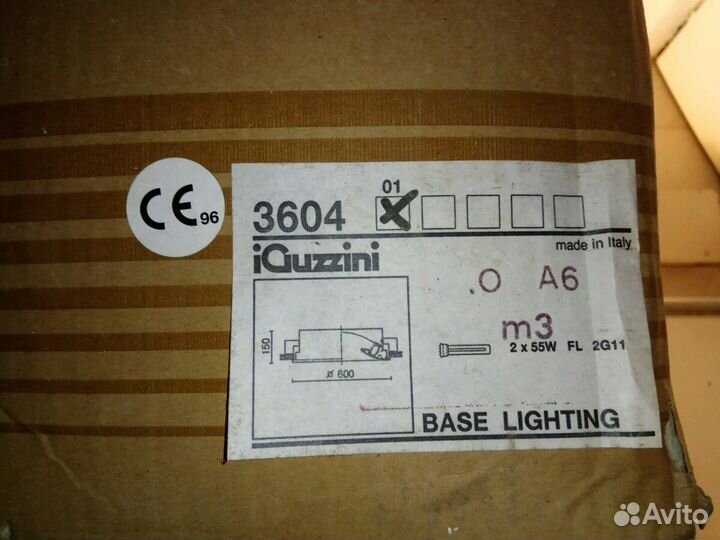 CE 96
01
3604
iGuzzini
made in Italy
.0 A6
m3
2 x 55W FL 2G11
150
ø 600
BASE LIGHTING
Avito